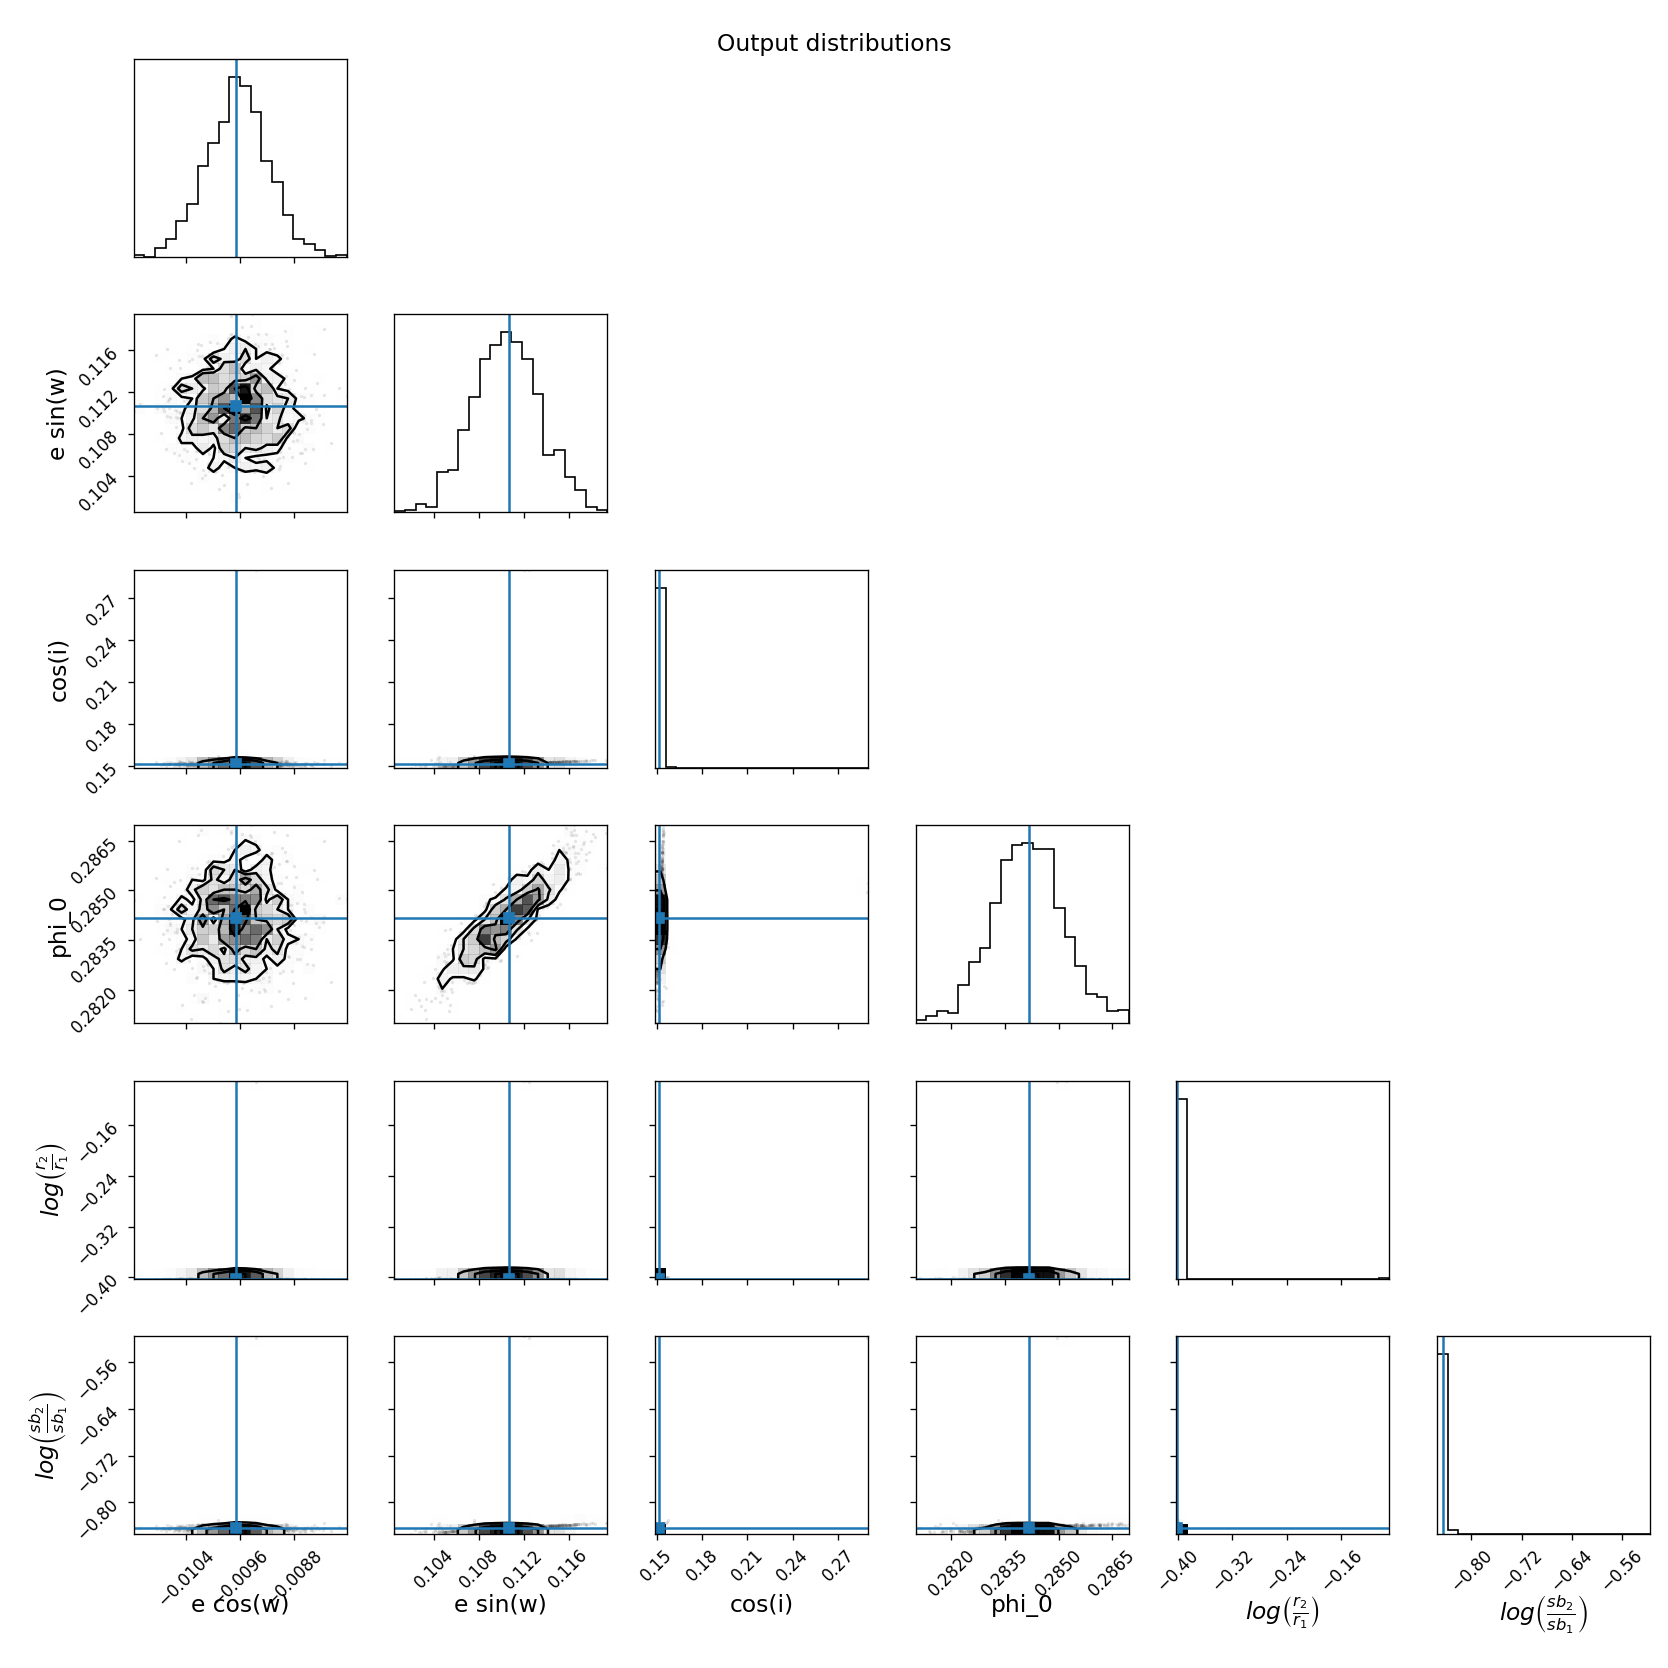 Output distributions
e sin(w)
0.116
0.112
0.108
0.104
cos(i)
0.27
0.24
0.21
0.18
0.15
phi_0
0.2865
0.2850
0.2835
0.2820
log(r₂/r₁)
−0.16
−0.24
−0.32
−0.40
log(sb₂/sb₁)
−0.56
−0.64
−0.72
−0.80
−0.0104 −0.0096 −0.0088
0.104 0.108 0.112 0.116
0.15 0.18 0.21 0.24 0.27
0.2820 0.2835 0.2850 0.2865
−0.40 −0.32 −0.24 −0.16
−0.80 −0.72 −0.64 −0.56
e cos(w) e sin(w) cos(i) phi_0 log(r₂/r₁) log(sb₂/sb₁)